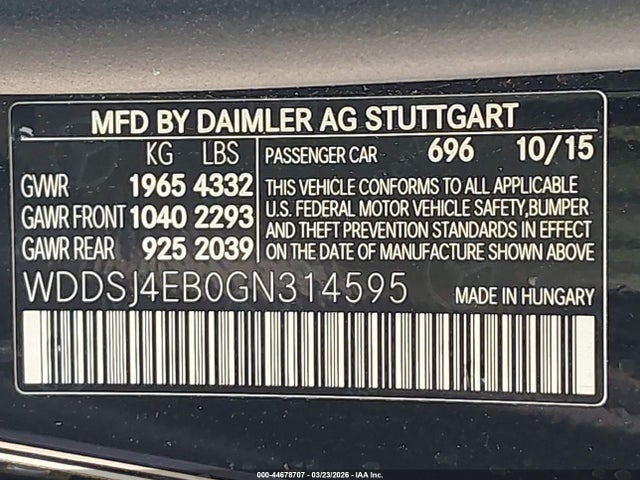 MFD BY DAIMLER AG STUTTGART
KG LBS
GVWR 1965 4332
GAWR FRONT 1040 2293
GAWR REAR 925 2039
PASSENGER CAR 696 10/15
THIS VEHICLE CONFORMS TO ALL APPLICABLE
U.S. FEDERAL MOTOR VEHICLE SAFETY,BUMPER
AND THEFT PREVENTION STANDARDS IN EFFECT
ON THE DATE OF MANUFACTURE SHOWN ABOVE
WDDSJ4EB0GN314595
MADE IN HUNGARY
000-44678707 - 03/23/2026 - IAAI Inc.